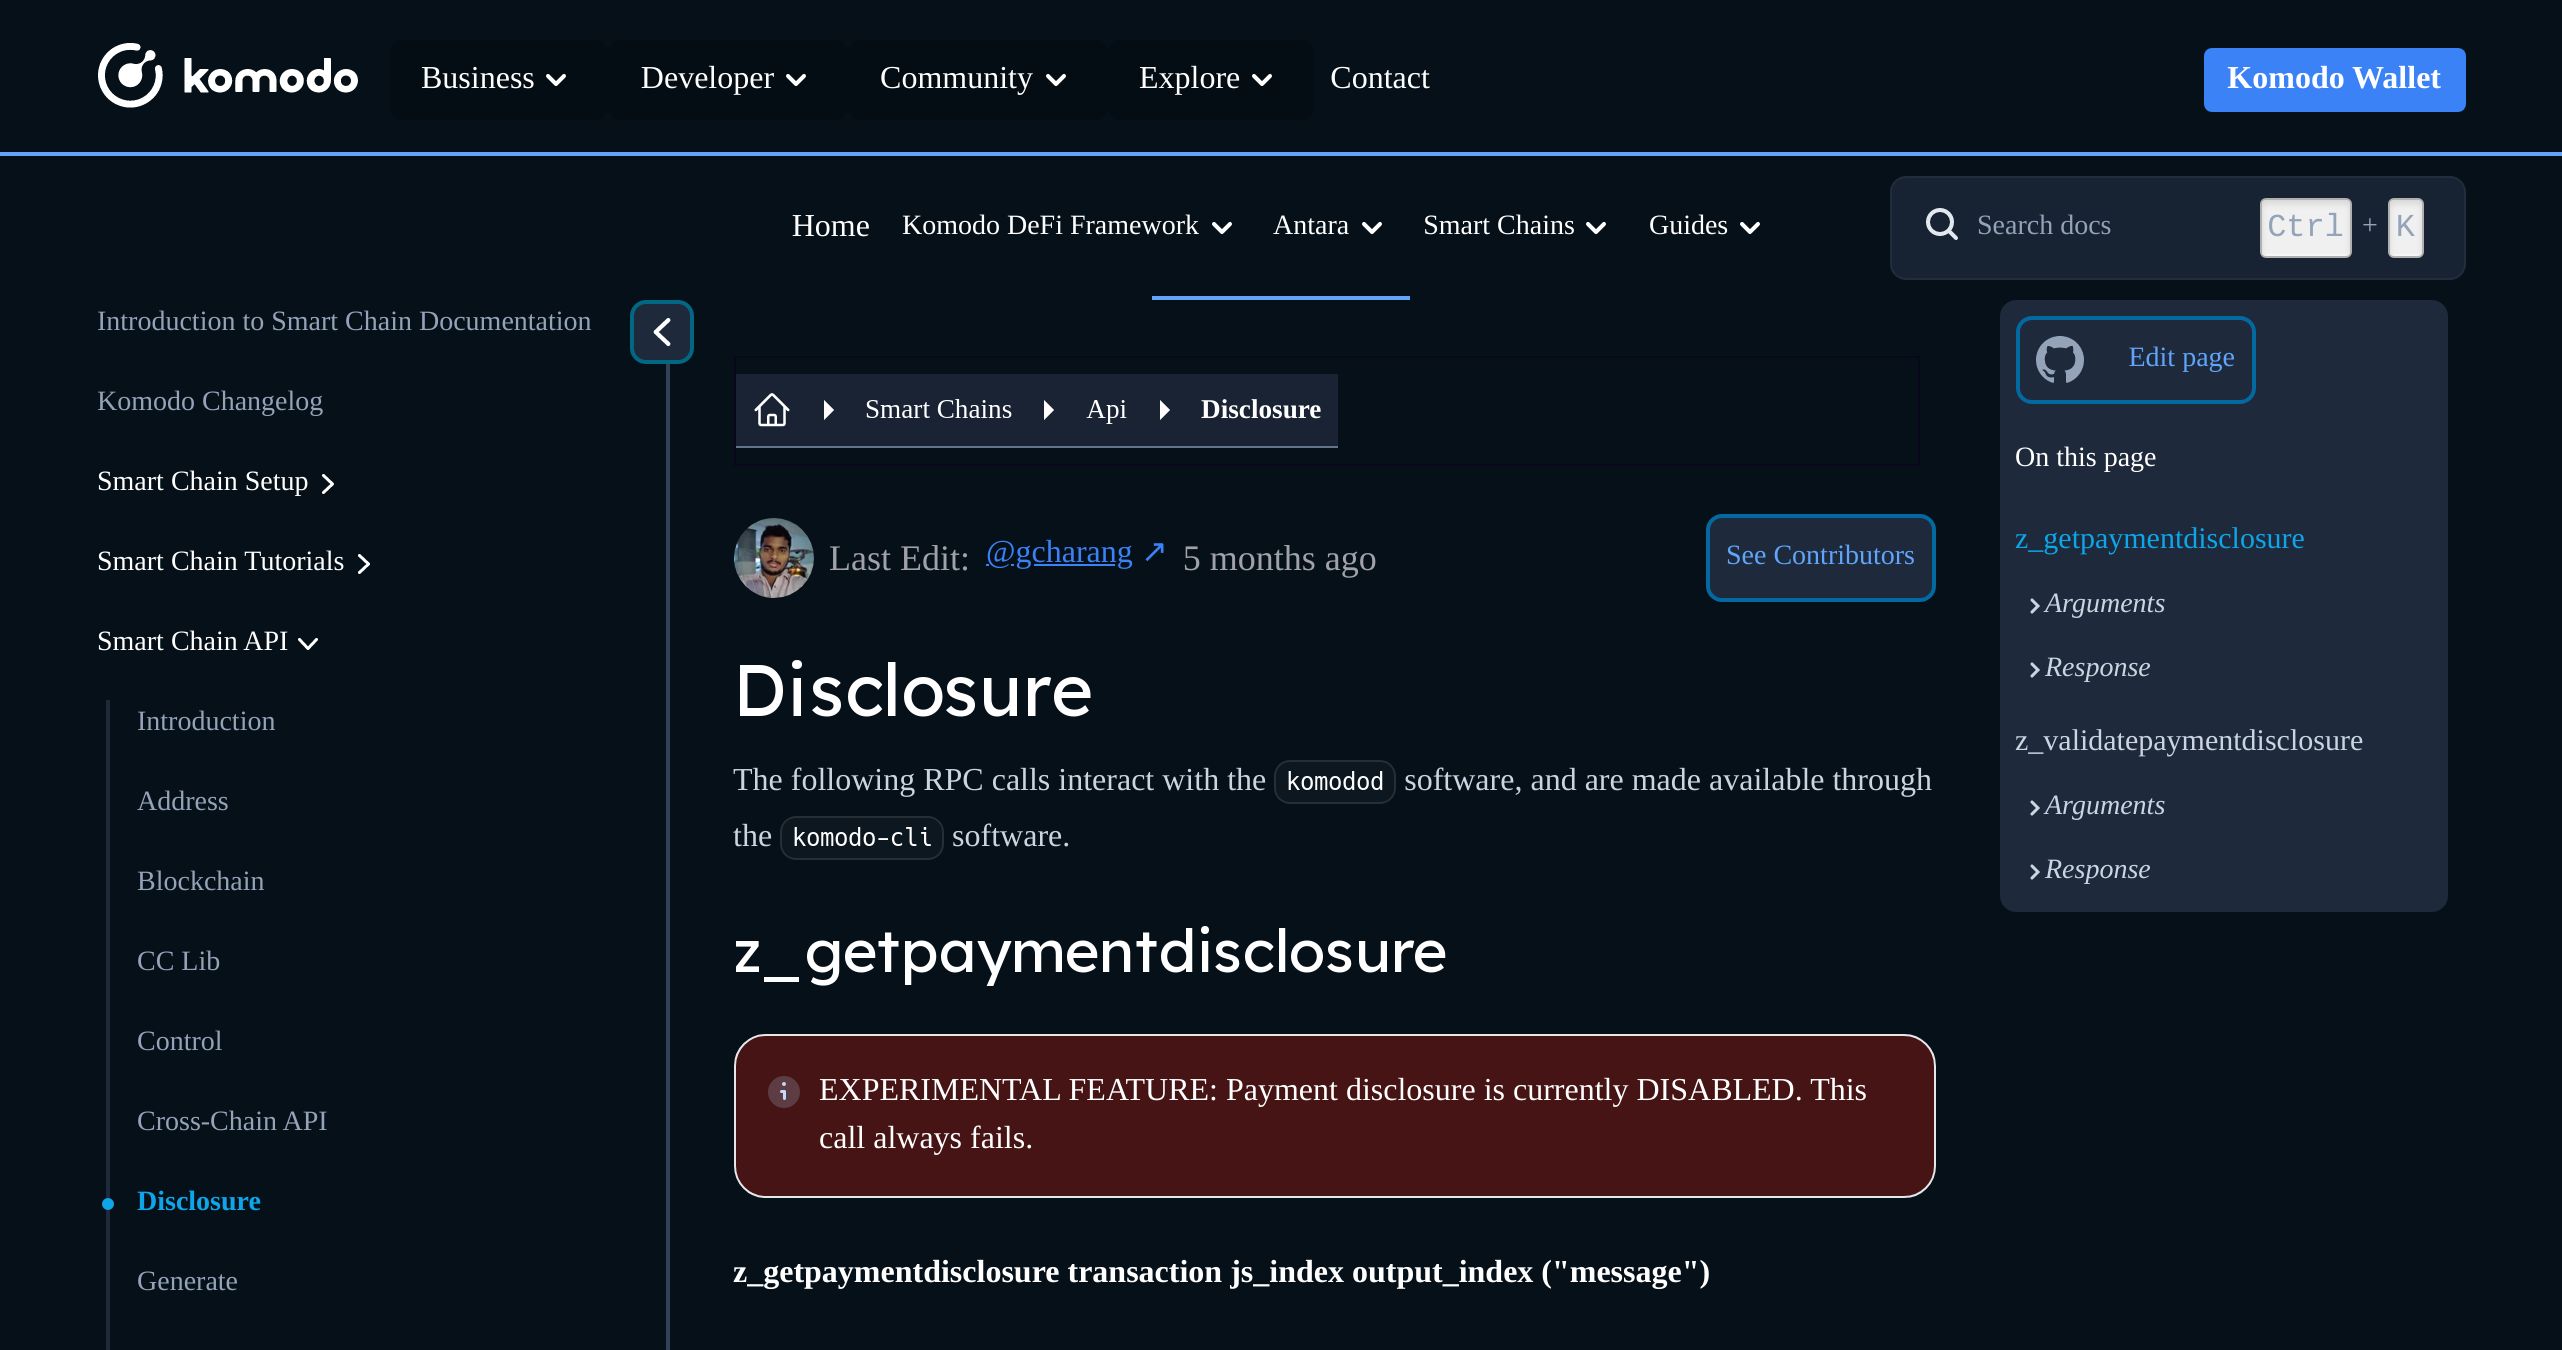 komodo
Business
Developer
Community
Explore
Contact
Komodo Wallet
Home
Komodo DeFi Framework
Antara
Smart Chains
Guides
Search docs
Ctrl + K
Introduction to Smart Chain Documentation
Komodo Changelog
Smart Chain Setup
Smart Chain Tutorials
Smart Chain API
Introduction
Address
Blockchain
CC Lib
Control
Cross-Chain API
Disclosure
Generate
Smart Chains
Api
Disclosure
Last Edit: @gcharang ↗ 5 months ago
See Contributors
Disclosure
The following RPC calls interact with the komodod software, and are made available through
the komodo-cli software.
z_getpaymentdisclosure
EXPERIMENTAL FEATURE: Payment disclosure is currently DISABLED. This
call always fails.
z_getpaymentdisclosure transaction js_index output_index ("message")
Edit page
On this page
z_getpaymentdisclosure
Arguments
Response
z_validatepaymentdisclosure
Arguments
Response